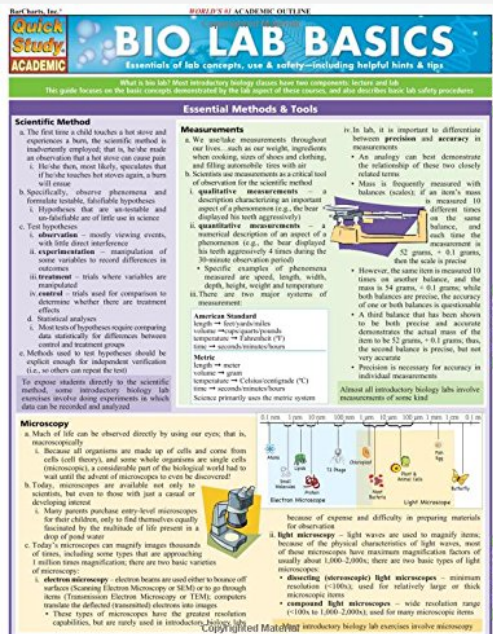 BarCharts, Inc.®
WORLD'S #1 ACADEMIC OUTLINE
Quick
Study
ACADEMIC
BIO LAB BASICS
Essentials of lab concepts, use & safety—including helpful hints & tips
What is bio lab? Most introductory biology classes have two components: lecture and lab
This guide focuses on the basic concepts demonstrated by the lab aspect of these courses, and also describes basic lab safety procedures
Essential Methods & Tools
Scientific Method
a. The first time a child touches a hot stove and
experiences a burn, the scientific method is
inadvertently employed; that is, he/she made
an observation that a hot stove can cause pain
i. He/she then, most likely, speculates that
if he/she touches hot stoves again, a burn
will ensue
b. Specifically, observe phenomena and
formulate testable, falsifiable hypotheses
i. Hypotheses that are un-testable and
un-falsifiable are of little use in science
c. Test hypotheses
i. observation – mostly viewing events,
with little direct interference
ii. experimentation – manipulation of
some variables to record differences in
outcomes
iii. treatment – trials where variables are
manipulated
iv. control – trials used for comparison to
determine whether there are treatment
effects
d. Statistical analyses
i. Most tests of hypotheses require comparing
data statistically for differences between
control and treatment groups
e. Methods used to test hypotheses should be
explicit enough for independent verification
(i.e., so others can repeat the test)
To expose students directly to the scientific
method, some introductory biology lab
exercises involve doing experiments in which
data can be recorded and analyzed
Measurements
a. We use/take measurements throughout
our lives...such as our weight, ingredients
when cooking, sizes of shoes and clothing,
and filling automobile tires with air
b. Scientists use measurements as a critical tool
of observation for the scientific method
i. qualitative measurements – a
description characterizing an important
aspect of a phenomenon (e.g., the bear
displayed his teeth aggressively)
ii. quantitative measurements – a
numerical description of an aspect of a
phenomenon (e.g., the bear displayed
his teeth aggressively 4 times during the
30-minute observation period)
• Specific examples of phenomena
measured are speed, length, width,
depth, height, weight and temperature
iii. There are two major systems of
measurement:
American Standard
length → feet/yards/miles
volume →cups/quarts/pounds
temperature → Fahrenheit (°F)
time → seconds/minutes/hours
Metric
length → meter
volume → gram
temperature → Celsius/centigrade (°C)
time → seconds/minutes/hours
Science primarily uses the metric system
iv. In lab, it is important to differentiate
between precision and accuracy in
measurements
• An analogy can best demonstrate
the relationship of these two closely
related terms
• Mass is frequently measured with
balances (scales); if an item's mass
is measured 10
different times
on the same
balance, and
each time the
measurement is
52 grams, + 0.1 grams,
then the scale is precise
• However, the same item is measured 10
times on another balance, and the
mass is 54 grams, + 0.1 grams; while
both balances are precise, the accuracy
of one or both balances is questionable
• A third balance that has been shown
to be both precise and accurate
demonstrates the actual mass of the
item to be 52 grams, + 0.1 grams; thus,
the second balance is precise, but not
very accurate
• Precision is necessary for accuracy in
individual measurements
Almost all introductory biology labs involve
measurements of some kind
Microscopy
a. Much of life can be observed directly by using our eyes; that is,
macroscopically
i. Because all organisms are made up of cells and come from
cells (cell theory), and some whole organisms are single cells
(microscopic), a considerable part of the biological world had to
wait until the advent of microscopes to even be discovered!
b. Today, microscopes are available not only to
scientists, but even to those with just a casual or
developing interest
i. Many parents purchase entry-level microscopes
for their children, only to find themselves equally
fascinated by the multitude of life present in a
drop of pond water
c. Today's microscopes can magnify images thousands
of times, including some types that are approaching
1 million times magnification; there are two basic varieties
of microscopy:
i. electron microscopy – electron beams are used either to bounce off
surfaces (Scanning Electron Microscopy or SEM) or to go through
items (Transmission Electron Microscopy or TEM); computers
translate the deflected (transmitted) electrons into images
• These types of microscopes have the greatest resolution
capabilities, but are rarely used in introductory biology labs
0.1 nm 1 nm 10 nm 100 nm 1 μm 10 μm 100 μm 1 mm 1 cm
Atoms
Small
Molecules
Lipids
Protein
T2 Phage
Chloroplast
Most
Bacteria
Plant &
Animal Cells
Egg
Butterfly
Electron Microscope
Light Microscope
because of expense and difficulty in preparing materials
for observation
ii. light microscopy – light waves are used to magnify items;
because of the physical characteristics of light waves, most
of these microscopes have maximum magnification factors of
usually about 1,000–2,000x; there are two basic types of light
microscopes:
• dissecting (stereoscopic) light microscopes – minimum
resolution (<100x); used for relatively large or thick
microscopic items
• compound light microscopes – wide resolution range
(<100x to 1,000–2,000x); used for many microscopic items
Most introductory biology lab exercises involve microscopy
Copyrighted Material